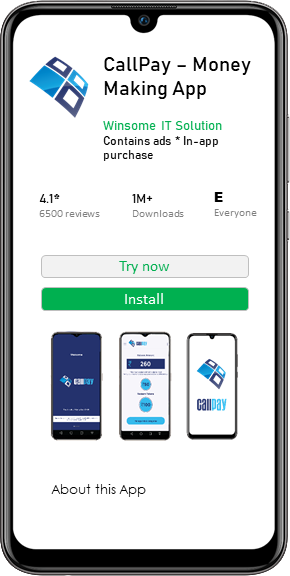 CallPay – Money
Making App
Winsome IT Solution
Contains ads * In-app
purchase
4.1* 1M+ E
6500 reviews Downloads Everyone
Try now
Install
callpay
260
callpay
callpay
About this App